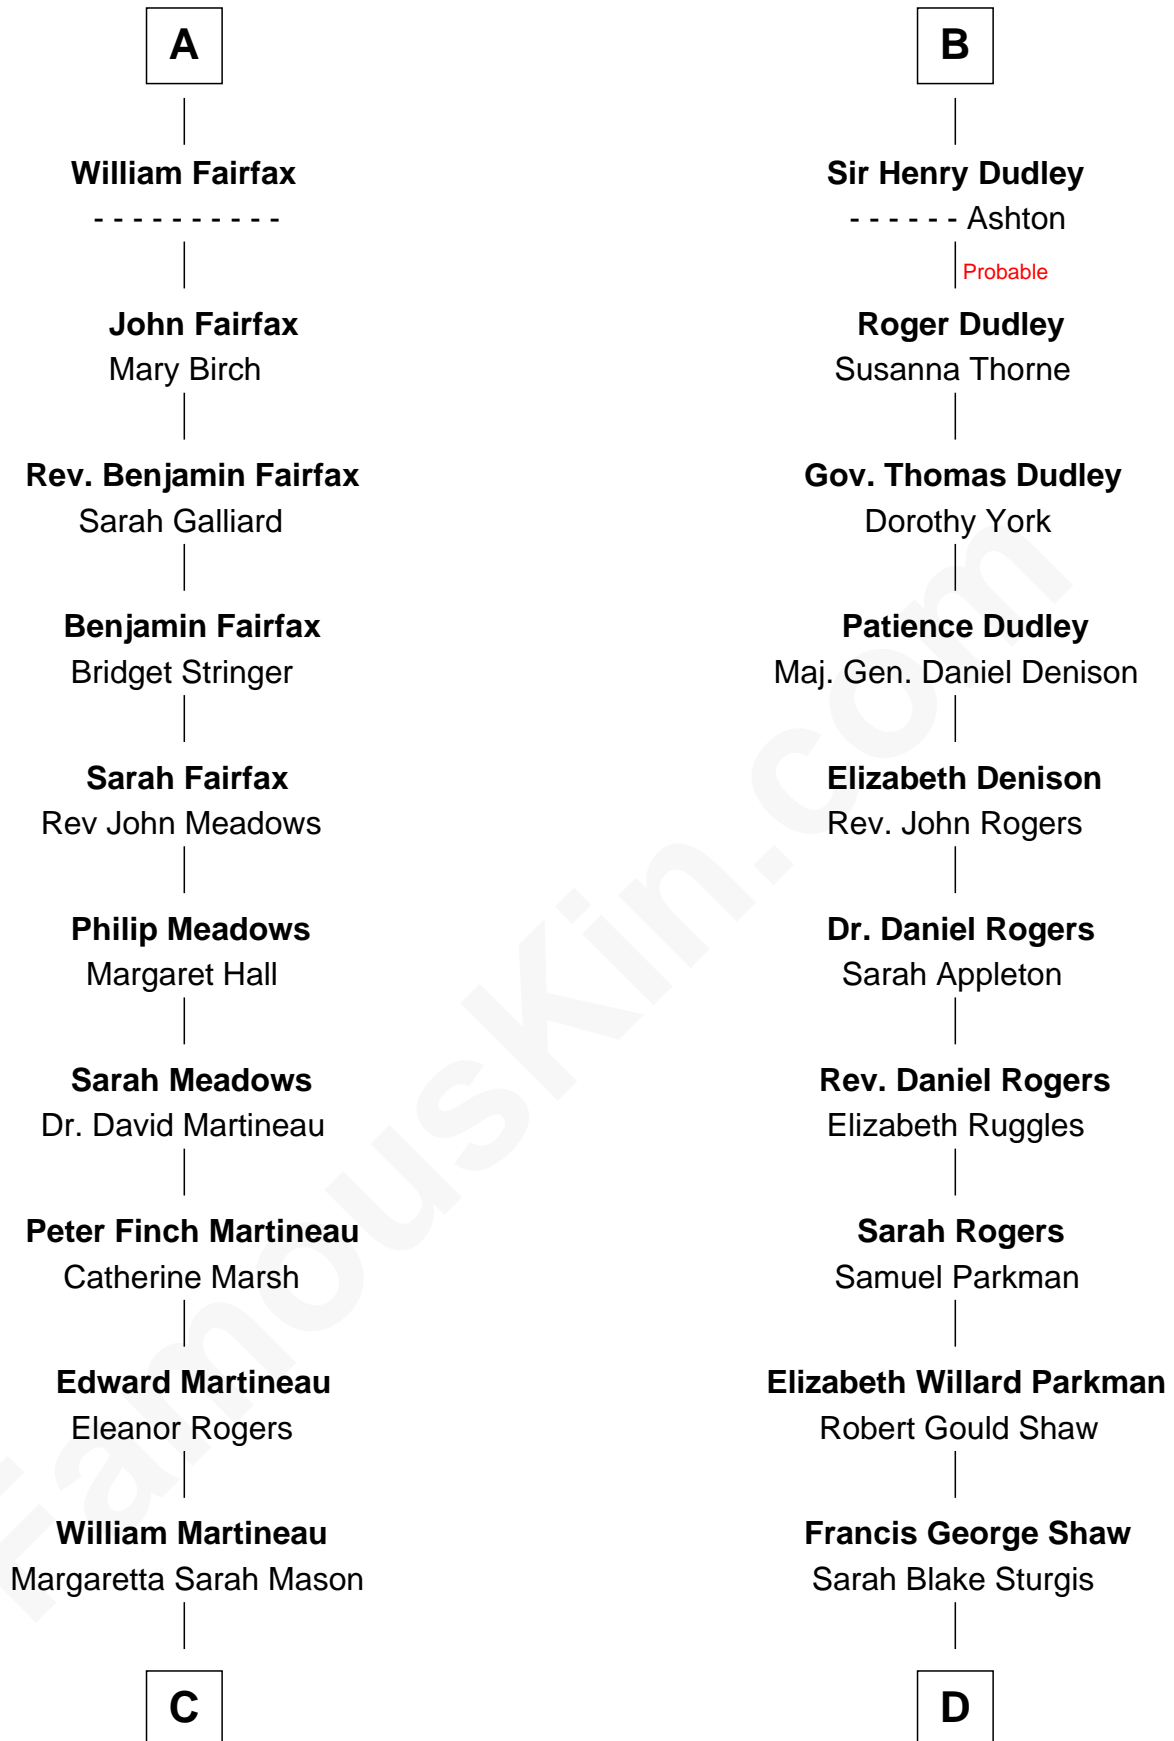 A
William Fairfax
- - - - - - - - - -
John Fairfax
Mary Birch
Rev. Benjamin Fairfax
Sarah Galliard
Benjamin Fairfax
Bridget Stringer
Sarah Fairfax
Rev John Meadows
Philip Meadows
Margaret Hall
Sarah Meadows
Dr. David Martineau
Peter Finch Martineau
Catherine Marsh
Edward Martineau
Eleanor Rogers
William Martineau
Margaretta Sarah Mason
C
B
Sir Henry Dudley
- - - - - - Ashton
Probable
Roger Dudley
Susanna Thorne
Gov. Thomas Dudley
Dorothy York
Patience Dudley
Maj. Gen. Daniel Denison
Elizabeth Denison
Rev. John Rogers
Dr. Daniel Rogers
Sarah Appleton
Rev. Daniel Rogers
Elizabeth Ruggles
Sarah Rogers
Samuel Parkman
Elizabeth Willard Parkman
Robert Gould Shaw
Francis George Shaw
Sarah Blake Sturgis
D
FamousKin.com